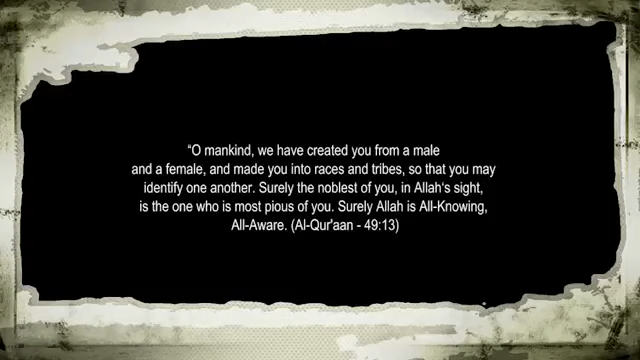 “O mankind, we have created you from a male
and a female, and made you into races and tribes, so that you may
identify one another. Surely the noblest of you, in Allah‘s sight,
is the one who is most pious of you. Surely Allah is All-Knowing,
All-Aware. (Al-Qur'aan - 49:13)